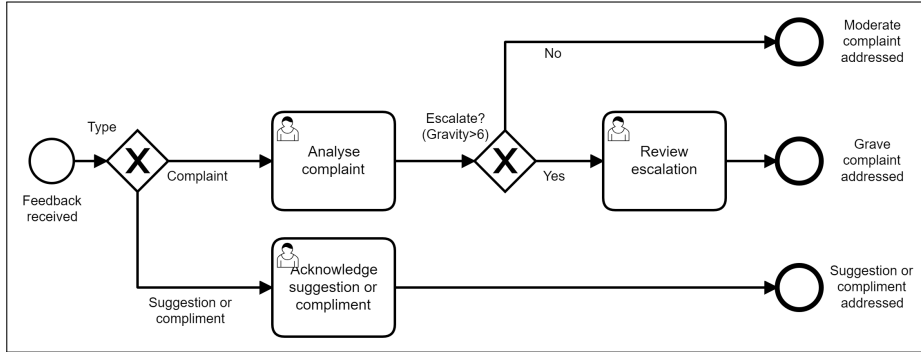 Type
Feedback
received
Complaint
Suggestion or
compliment
Analyse
complaint
Acknowledge
suggestion or
compliment
Escalate?
(Gravity>6)
No
Yes
Review
escalation
Moderate
complaint
addressed
Grave
complaint
addressed
Suggestion or
compliment
addressed